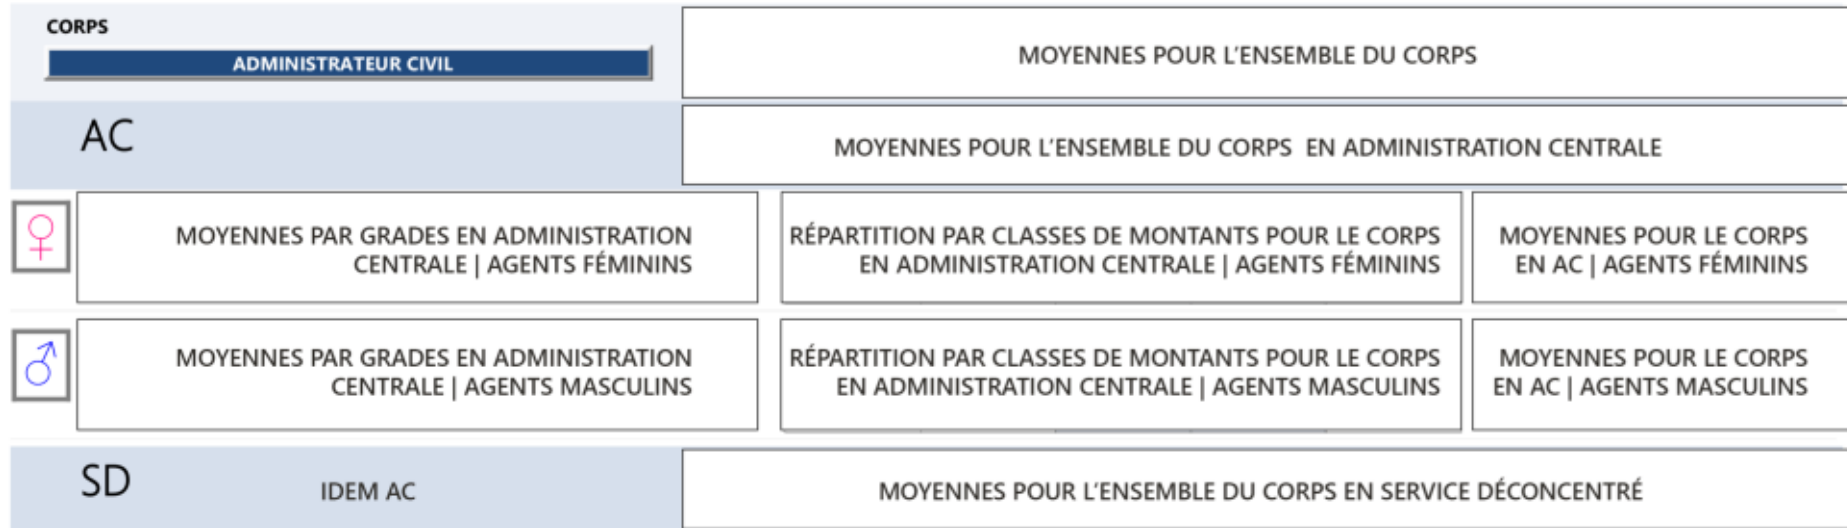 CORPS
ADMINISTRATEUR CIVIL
MOYENNES POUR L'ENSEMBLE DU CORPS
AC
MOYENNES POUR L'ENSEMBLE DU CORPS EN ADMINISTRATION CENTRALE
MOYENNES PAR GRADES EN ADMINISTRATION
CENTRALE | AGENTS FÉMININS
RÉPARTITION PAR CLASSES DE MONTANTS POUR LE CORPS
EN ADMINISTRATION CENTRALE | AGENTS FÉMININS
MOYENNES POUR LE CORPS
EN AC | AGENTS FÉMININS
MOYENNES PAR GRADES EN ADMINISTRATION
CENTRALE | AGENTS MASCULINS
RÉPARTITION PAR CLASSES DE MONTANTS POUR LE CORPS
EN ADMINISTRATION CENTRALE | AGENTS MASCULINS
MOYENNES POUR LE CORPS
EN AC | AGENTS MASCULINS
SD
IDEM AC
MOYENNES POUR L'ENSEMBLE DU CORPS EN SERVICE DÉCONCENTRÉ